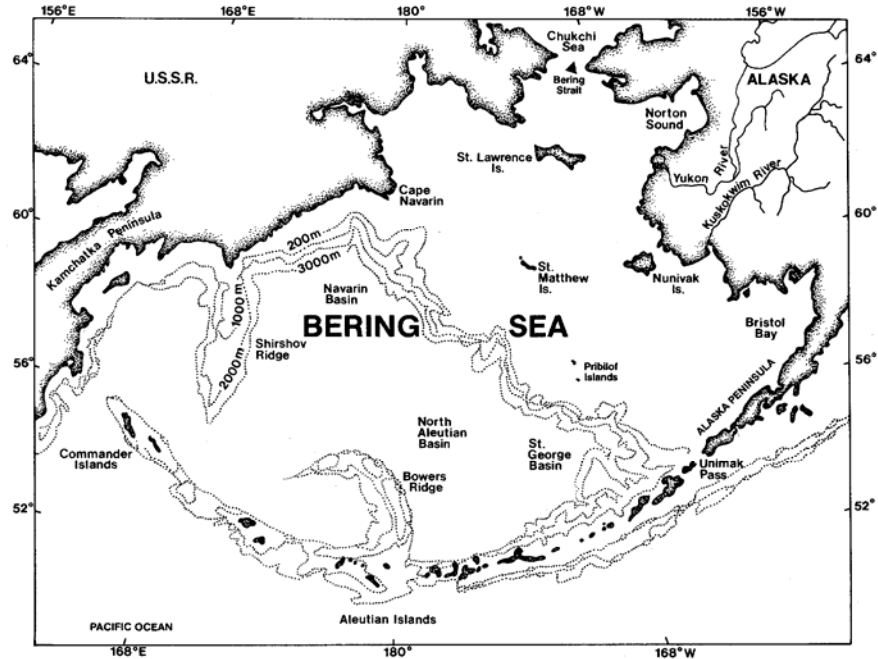 156°E
168°E
180°
168°W
156°W
64°
64°
U.S.S.R.
Chukchi
Sea
Bering
Strait
ALASKA
Norton
Sound
St. Lawrence
Is.
Yukon River
Kuskokwim River
Cape
Navarin
60°
60°
Kamchatka Peninsula
200m
3000m
St.
Matthew
Is.
Nunivak
Is.
Navarin
Basin
1000m
BERING SEA
Bristol
Bay
Shirshov
Ridge
2000m
56°
56°
Pribilof
Islands
ALASKA PENINSULA
North
Aleutian
Basin
St.
George
Basin
Commander
Islands
Bowers
Ridge
Unimak
Pass
52°
52°
Aleutian Islands
PACIFIC OCEAN
168°E
180°
168°W